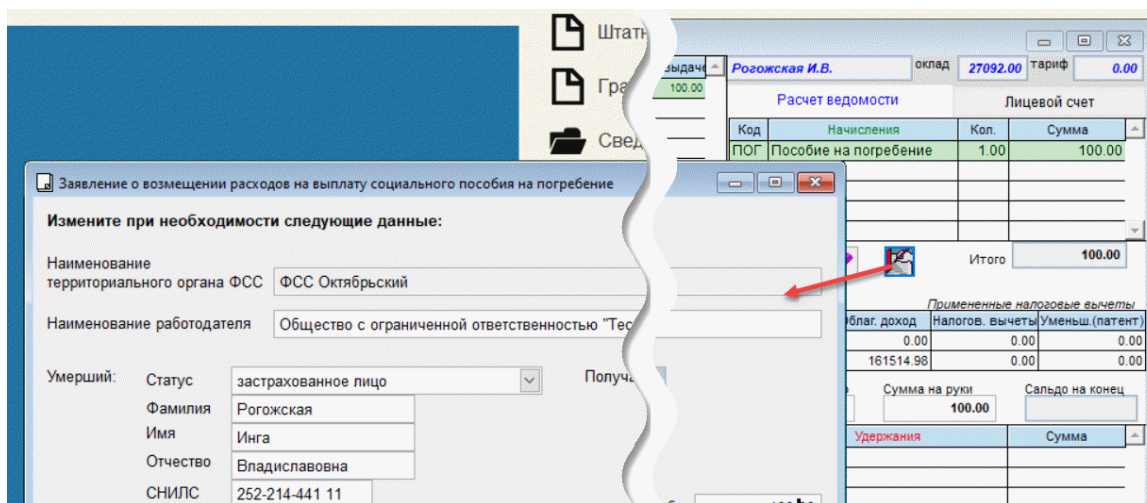 Штатн
Гра
Свед
выдаче
100.00
Рогожская И.В. оклад 27092.00 тариф 0.00
Расчет ведомости Лицевой счет
Код Начисления Кол. Сумма
ПОГ Пособие на погребение 1.00 100.00
Итого 100.00
Примененные налоговые вычеты
Облаг. доход Налогов. вычеты Уменьш.(патент)
0.00 0.00 0.00
161514.98 0.00 0.00
Сумма на руки Сальдо на конец
100.00
Удержания Сумма
Заявление о возмещении расходов на выплату социального пособия на погребение
Измените при необходимости следующие данные:
Наименование
территориального органа ФСС ФСС Октябрьский
Наименование работодателя Общество с ограниченной ответственностью "Тес
Умерший: Статус застрахованное лицо Получа
Фамилия Рогожская
Имя Инга
Отчество Владиславовна
СНИЛС 252-214-441 11